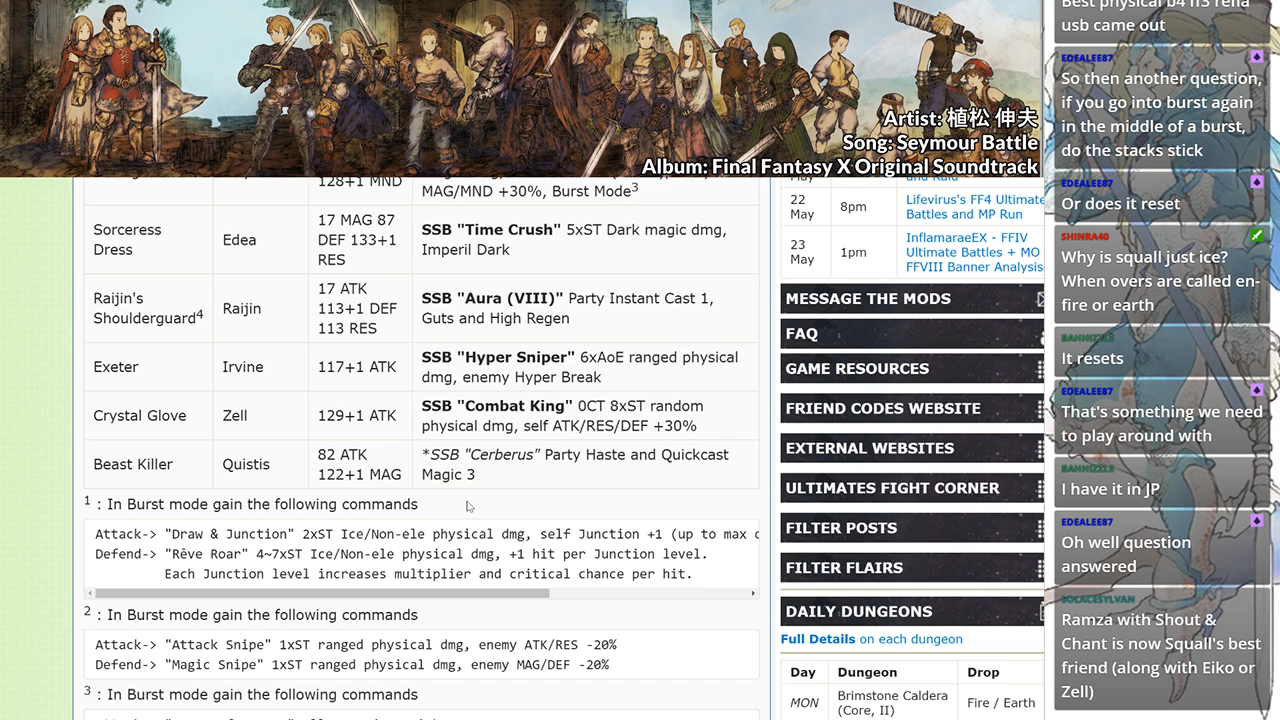 Artist: 植松 伸夫
Song: Seymour Battle
Album: Final Fantasy X Original Soundtrack
128+1 MND
MAG/MND +30%, Burst Mode3
Sorceress
Dress
Edea
17 MAG 87
DEF 133+1
RES
SSB "Time Crush" 5xST Dark magic dmg,
Imperil Dark
Raijin's
Shoulderguard4
Raijin
17 ATK
113+1 DEF
113 RES
SSB "Aura (VIII)" Party Instant Cast 1,
Guts and High Regen
Exeter
Irvine
117+1 ATK
SSB "Hyper Sniper" 6xAoE ranged physical
dmg, enemy Hyper Break
Crystal Glove
Zell
129+1 ATK
SSB "Combat King" 0CT 8xST random
physical dmg, self ATK/RES/DEF +30%
Beast Killer
Quistis
82 ATK
122+1 MAG
*SSB "Cerberus" Party Haste and Quickcast
Magic 3
1 : In Burst mode gain the following commands
Attack-> "Draw & Junction" 2xST Ice/Non-ele physical dmg, self Junction +1 (up to max
Defend-> "Rêve Roar" 4~7xST Ice/Non-ele physical dmg, +1 hit per Junction level.
Each Junction level increases multiplier and critical chance per hit.
2 : In Burst mode gain the following commands
Attack-> "Attack Snipe" 1xST ranged physical dmg, enemy ATK/RES -20%
Defend-> "Magic Snipe" 1xST ranged physical dmg, enemy MAG/DEF -20%
3 : In Burst mode gain the following commands
May
22
May
8pm
Lifevirus's FF4 Ultimate
Battles and MP Run
23
May
1pm
InflamaraeEX - FFIV
Ultimate Battles + MO
FFVIII Banner Analysis
MESSAGE THE MODS
FAQ
GAME RESOURCES
FRIEND CODES WEBSITE
EXTERNAL WEBSITES
ULTIMATES FIGHT CORNER
FILTER POSTS
FILTER FLAIRS
DAILY DUNGEONS
Full Details on each dungeon
Day
Dungeon
Drop
MON
Brimstone Caldera
(Core, II)
Fire / Earth
usb came out
EDEALEE87
So then another question,
if you go into burst again
in the middle of a burst,
do the stacks stick
EDEALEE87
Or does it reset
SHINRA40
Why is squall just ice?
When overs are called en-
fire or earth
BANNIZZLE
It resets
EDEALEE87
That's something we need
to play around with
BANNIZZLE
I have it in JP
EDEALEE87
Oh well question
answered
SOLACESYLVAN
Ramza with Shout &
Chant is now Squall's best
friend (along with Eiko or
Zell)